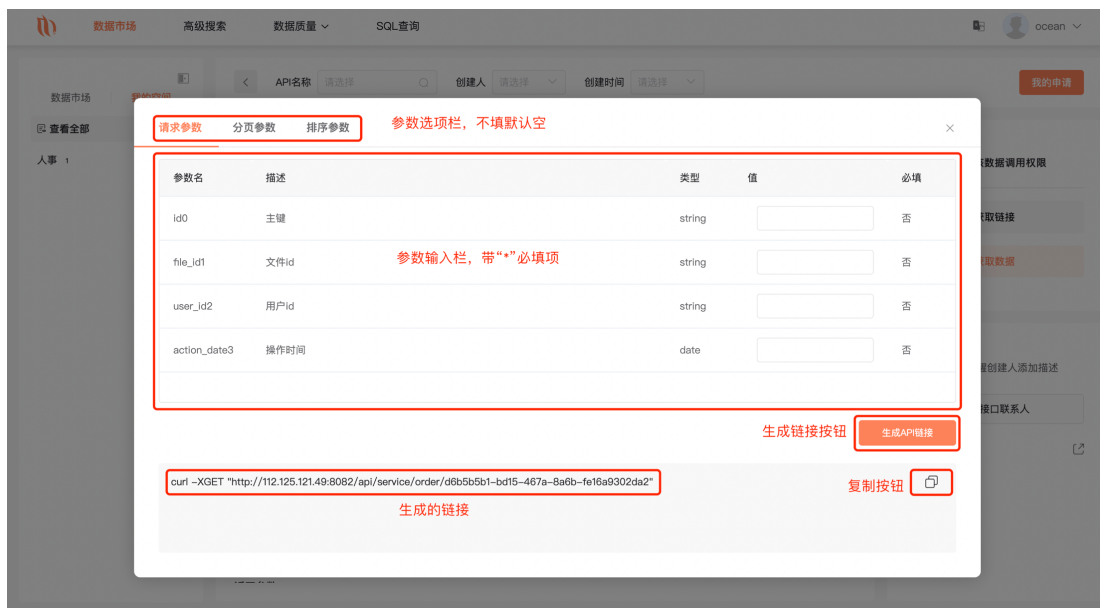 数据市场 高级搜索 数据质量 SQL查询 ocean
API名称 请选择 创建人 请选择 创建时间 请选择 我的申请
数据市场 我的空间
查看全部
人事 1
请求参数 分页参数 排序参数 参数选项栏，不填默认空
数据调用权限
参数名 描述 类型 值 必填
id0 主键 string 否
取链接
file_id1 文件id 参数输入栏，带“*”必填项 string 否
取数据
user_id2 用户id string 否
action_date3 操作时间 date 否
创建人添加描述
接口联系人
生成链接按钮 生成API链接
curl -XGET "http://112.125.121.49:8082/api/service/order/d6b5b5b1-bd15-467a-8a6b-fe16a9302da2" 复制按钮
生成的链接